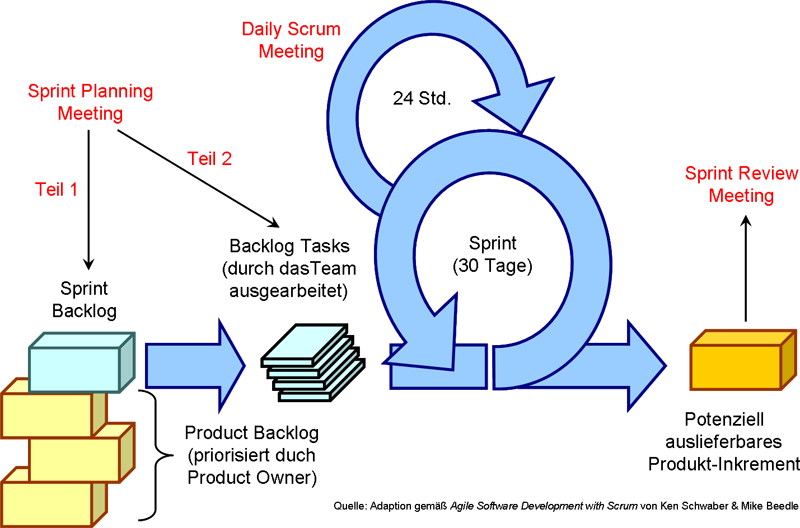 Daily Scrum
Meeting
24 Std.
Sprint Planning
Meeting
Teil 1
Teil 2
Sprint Review
Meeting
Backlog Tasks
(durch dasTeam
ausgearbeitet)
Sprint
(30 Tage)
Sprint
Backlog
Product Backlog
(priorisiert duch
Product Owner)
Potenziell
auslieferbares
Produkt-Inkrement
Quelle: Adaption gemäß Agile Software Development with Scrum von Ken Schwaber & Mike Beedle